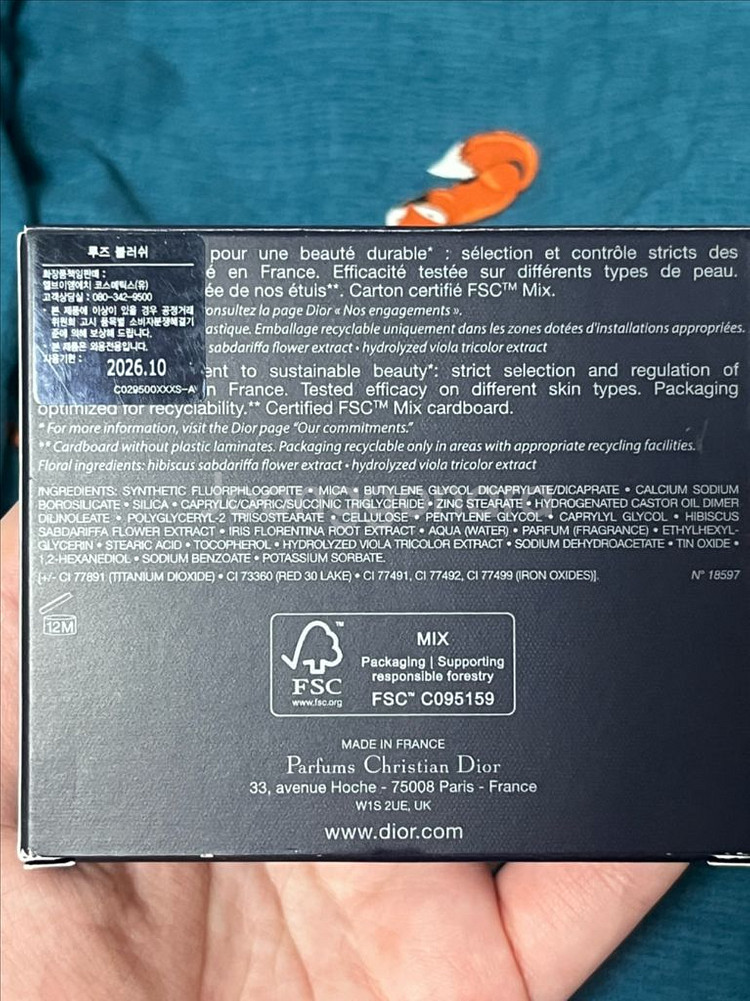 루즈 블러쉬
화장품책임판매 :
엘브이엠에치 코스메틱스(유)
고객상담실 : 080-342-9500
• 본 제품에 이상이 있을 경우 공정거래
위원회 고시 품목별 소비자분쟁해결기
준에 의해 보상해 드립니다.
• 본 제품은 외용전용입니다.
사용기한 :
2026.10
C029500XXXS-A
pour une beauté durable* : sélection et contrôle stricts des
é en France. Efficacité testée sur différents types de peau.
ée de nos étuis**. Carton certifié FSC™ Mix.
onsultez la page Dior « Nos engagements ».
astique. Emballage recyclable uniquement dans les zones dotées d'installations appropriées.
sabdariffa flower extract • hydrolyzed viola tricolor extract
ent to sustainable beauty*: strict selection and regulation of
n France. Tested efficacy on different skin types. Packaging
optimized for recyclability.** Certified FSC™ Mix cardboard.
* For more information, visit the Dior page "Our commitments."
** Cardboard without plastic laminates. Packaging recyclable only in areas with appropriate recycling facilities.
Floral ingredients: hibiscus sabdariffa flower extract • hydrolyzed viola tricolor extract
INGREDIENTS: SYNTHETIC FLUORPHLOGOPITE • MICA • BUTYLENE GLYCOL DICAPRYLATE/DICAPRATE • CALCIUM SODIUM
BOROSILICATE • SILICA • CAPRYLIC/CAPRIC/SUCCINIC TRIGLYCERIDE • ZINC STEARATE • HYDROGENATED CASTOR OIL DIMER
DILINOLEATE • POLYGLYCERYL-2 TRIISOSTEARATE • CELLULOSE • PENTYLENE GLYCOL • CAPRYLYL GLYCOL • HIBISCUS
SABDARIFFA FLOWER EXTRACT • IRIS FLORENTINA ROOT EXTRACT • AQUA (WATER) • PARFUM (FRAGRANCE) • ETHYLHEXYL-
GLYCERIN • STEARIC ACID • TOCOPHEROL • HYDROLYZED VIOLA TRICOLOR EXTRACT • SODIUM DEHYDROACETATE • TIN OXIDE •
1,2-HEXANEDIOL • SODIUM BENZOATE • POTASSIUM SORBATE.
[+/- CI 77891 (TITANIUM DIOXIDE) • CI 73360 (RED 30 LAKE) • CI 77491, CI 77492, CI 77499 (IRON OXIDES)]. N° 18597
12M
FSC™
www.fsc.org
MIX
Packaging | Supporting
responsible forestry
FSC™ C095159
MADE IN FRANCE
Parfums Christian Dior
33, avenue Hoche - 75008 Paris - France
W1S 2UE, UK
www.dior.com